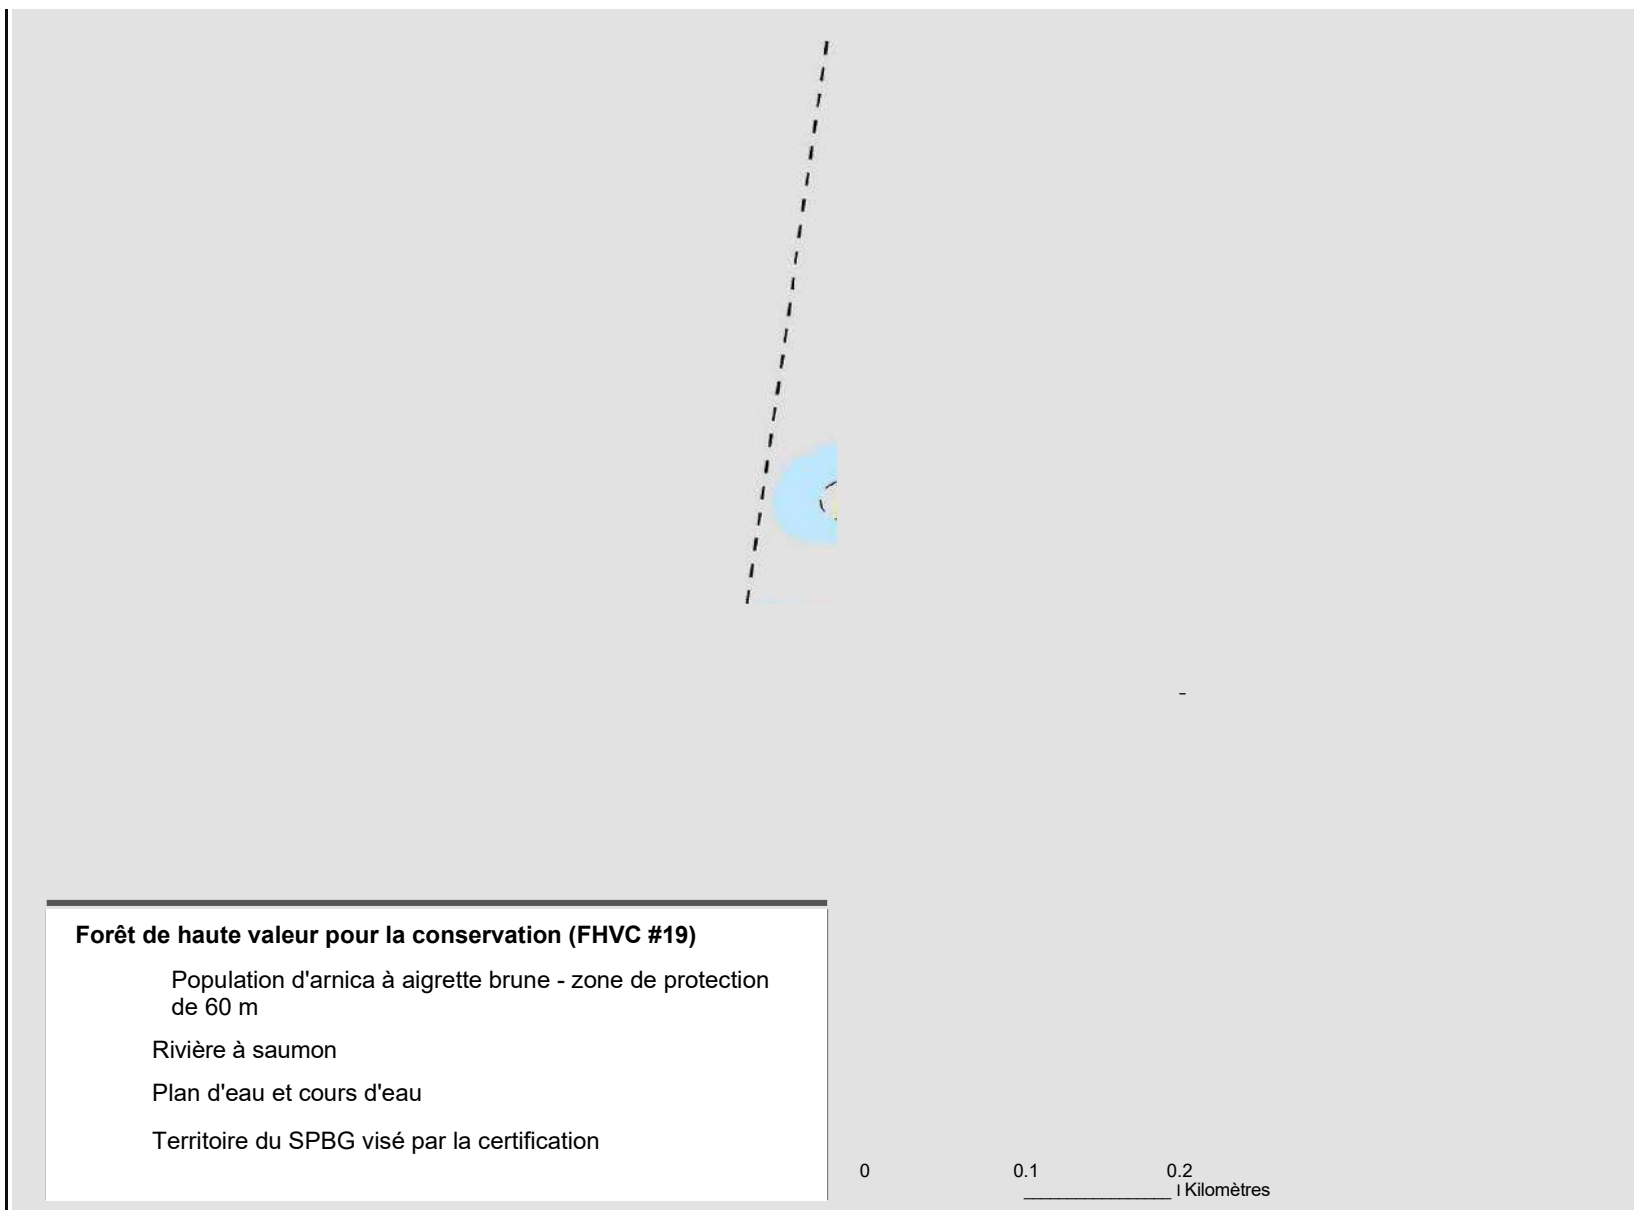 Forêt de haute valeur pour la conservation (FHVC #19)
Population d'arnica à aigrette brune - zone de protection
de 60 m
Rivière à saumon
Plan d'eau et cours d'eau
Territoire du SPBG visé par la certification
0 0.1 0.2
Kilomètres